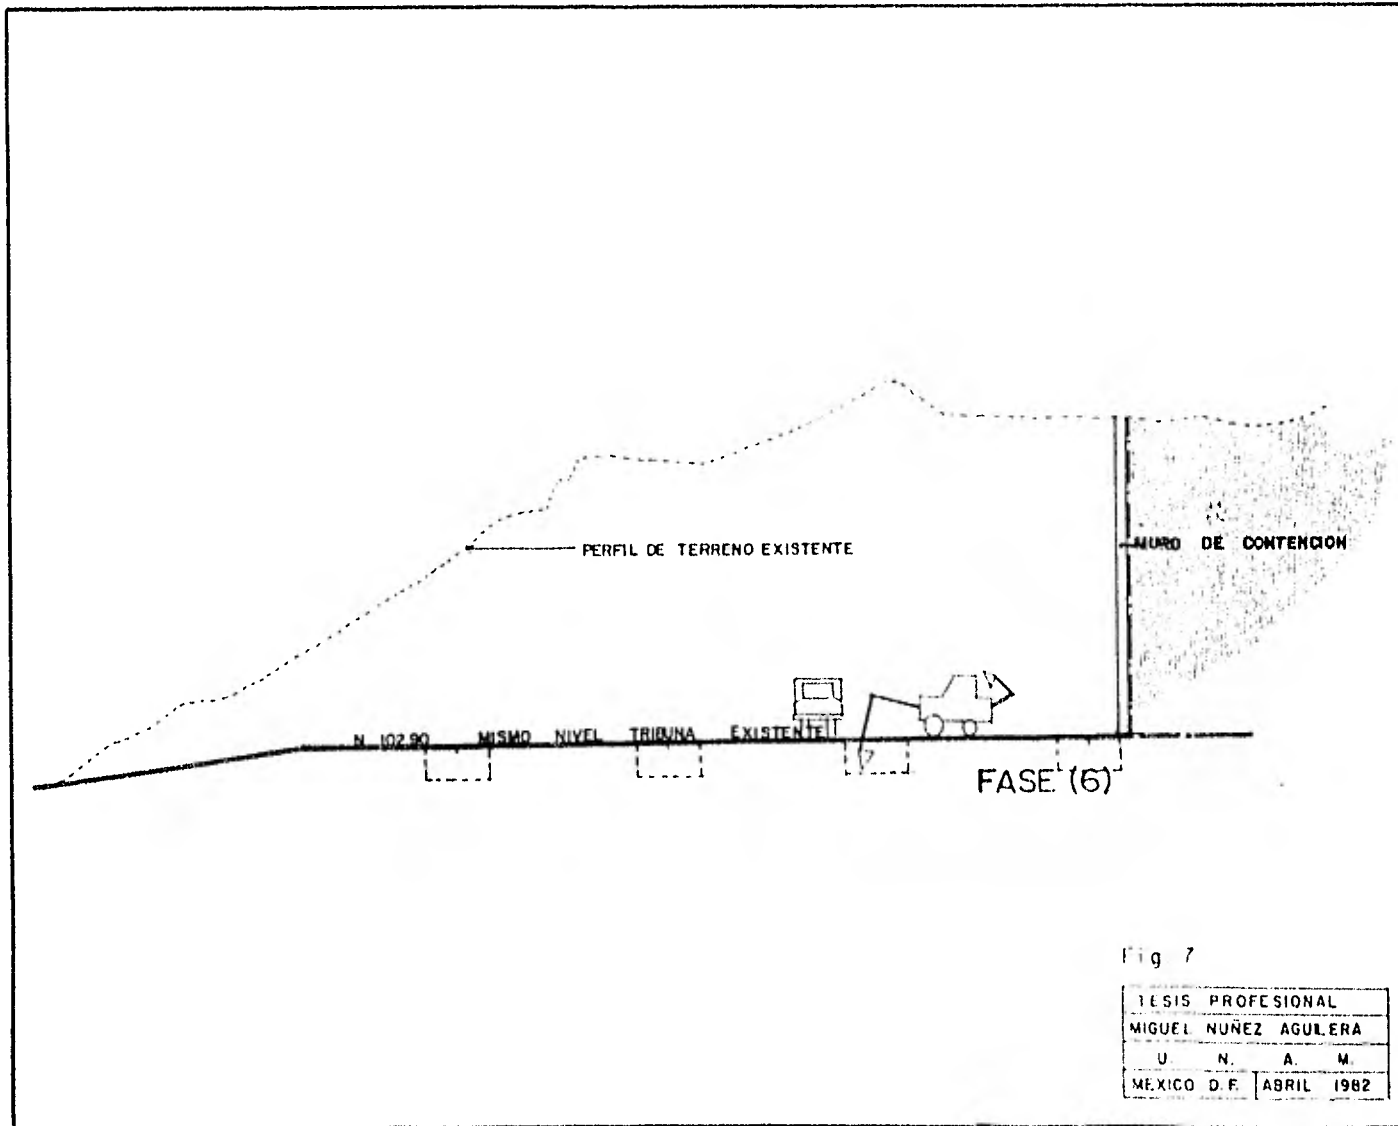 PERFIL DE TERRENO EXISTENTE
MURO DE CONTENCION
N 102.90 MISMO NIVEL TRIBUNA EXISTENTE
FASE (6)
Fig 7
TESIS PROFESIONAL
MIGUEL NUÑEZ AGUILERA
U. N. A. M.
MEXICO D.F. ABRIL 1982